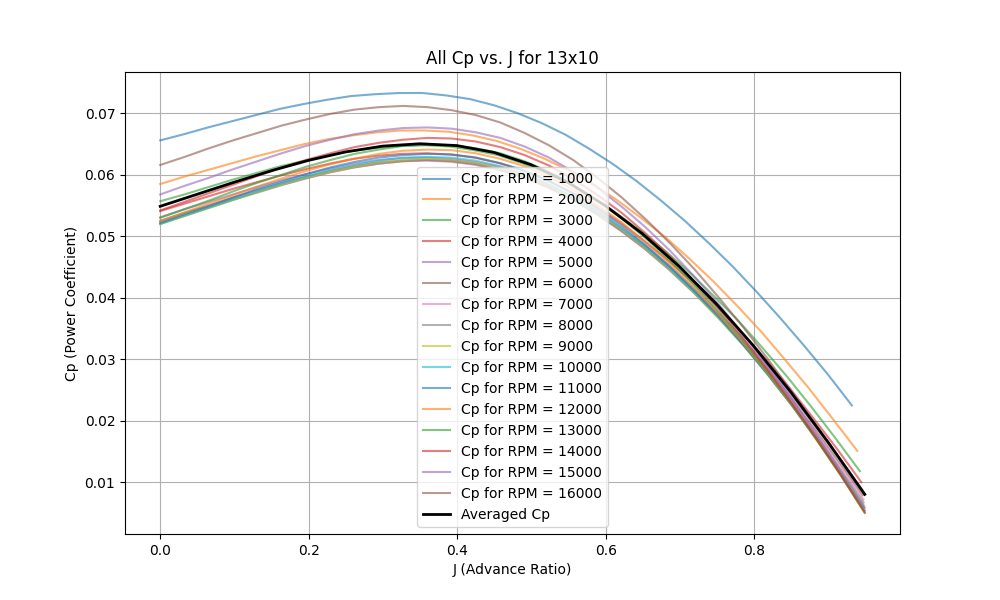 All Cp vs. J for 13x10
Cp (Power Coefficient)
0.07
0.06
0.05
0.04
0.03
0.02
0.01
Cp for RPM = 1000
Cp for RPM = 2000
Cp for RPM = 3000
Cp for RPM = 4000
Cp for RPM = 5000
Cp for RPM = 6000
Cp for RPM = 7000
Cp for RPM = 8000
Cp for RPM = 9000
Cp for RPM = 10000
Cp for RPM = 11000
Cp for RPM = 12000
Cp for RPM = 13000
Cp for RPM = 14000
Cp for RPM = 15000
Cp for RPM = 16000
Averaged Cp
0.0 0.2 0.4 0.6 0.8
J (Advance Ratio)